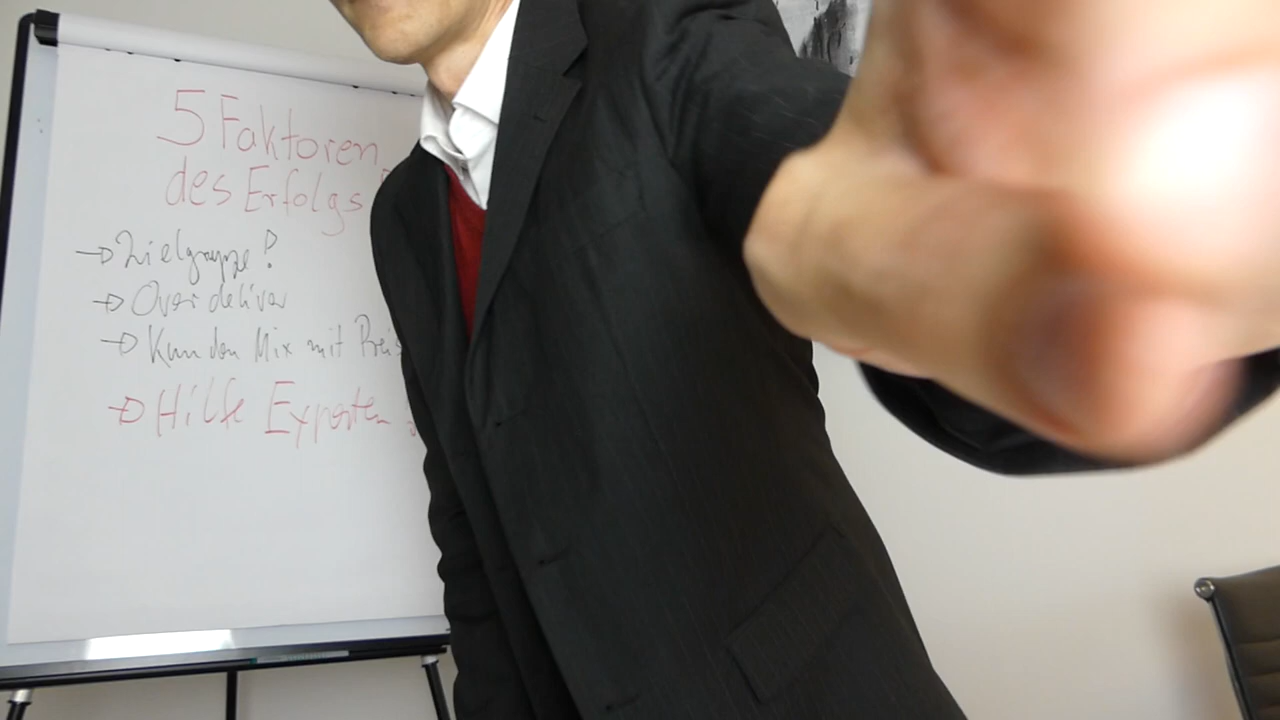 5 Faktoren
des Erfolgs
→ Zielgruppe?
→ Over deliver
→ Kunden Mix mit Preis
→ Hilfe Experten